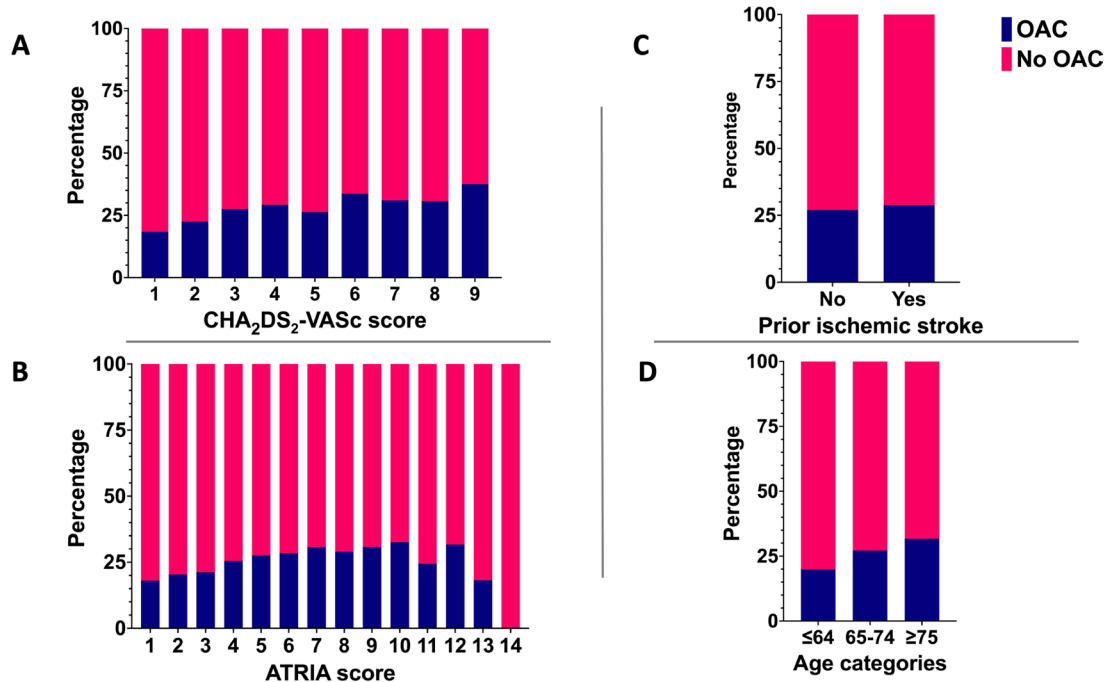 A
Percentage
100
75
50
25
0
1 2 3 4 5 6 7 8 9
CHA₂DS₂-VASc score
B
Percentage
100
75
50
25
0
1 2 3 4 5 6 7 8 9 10 11 12 13 14
ATRIA score
C
Percentage
100
75
50
25
0
No Yes
Prior ischemic stroke
OAC
No OAC
D
Percentage
100
75
50
25
0
≤64 65-74 ≥75
Age categories